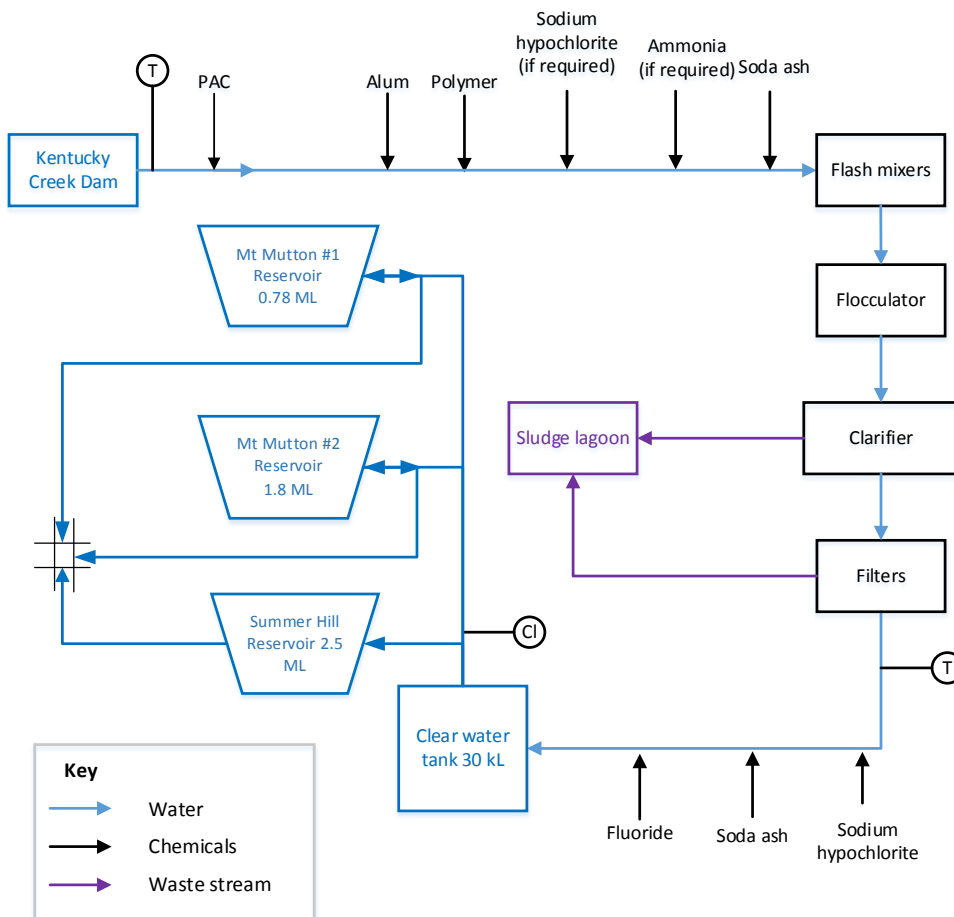 Sodium
hypochlorite
(if required)
Ammonia
(if required)
Soda ash
T
PAC
Alum
Polymer
Kentucky
Creek Dam
Flash mixers
Mt Mutton #1
Reservoir
0.78 ML
Flocculator
Mt Mutton #2
Reservoir
1.8 ML
Sludge lagoon
Clarifier
Filters
Summer Hill
Reservoir 2.5
ML
Cl
T
Clear water
tank 30 kL
Fluoride
Soda ash
Sodium
hypochlorite
Key
Water
Chemicals
Waste stream